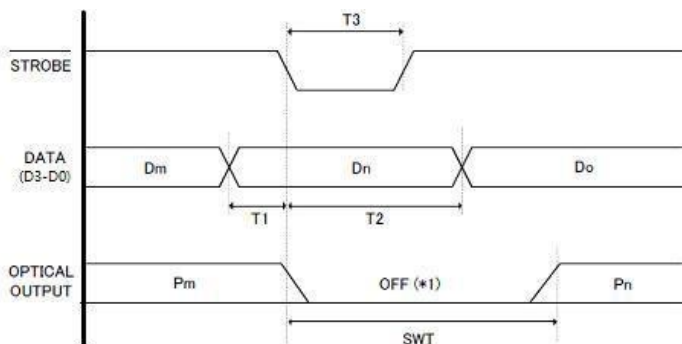 T3
STROBE
DATA
(D3-D0)
Dm
Dn
Do
T1
T2
OPTICAL
OUTPUT
Pm
OFF (*1)
Pn
SWT